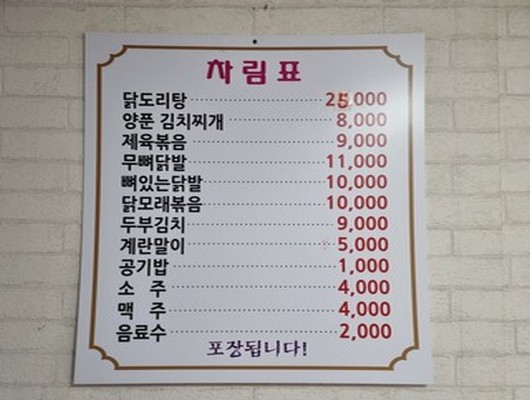 차림표
닭도리탕 25,000
양푼 김치찌개 8,000
제육볶음 9,000
무뼈닭발 11,000
뼈있는닭발 10,000
닭모래볶음 10,000
두부김치 9,000
계란말이 5,000
공기밥 1,000
소 주 4,000
맥 주 4,000
음료수 2,000
포장됩니다!